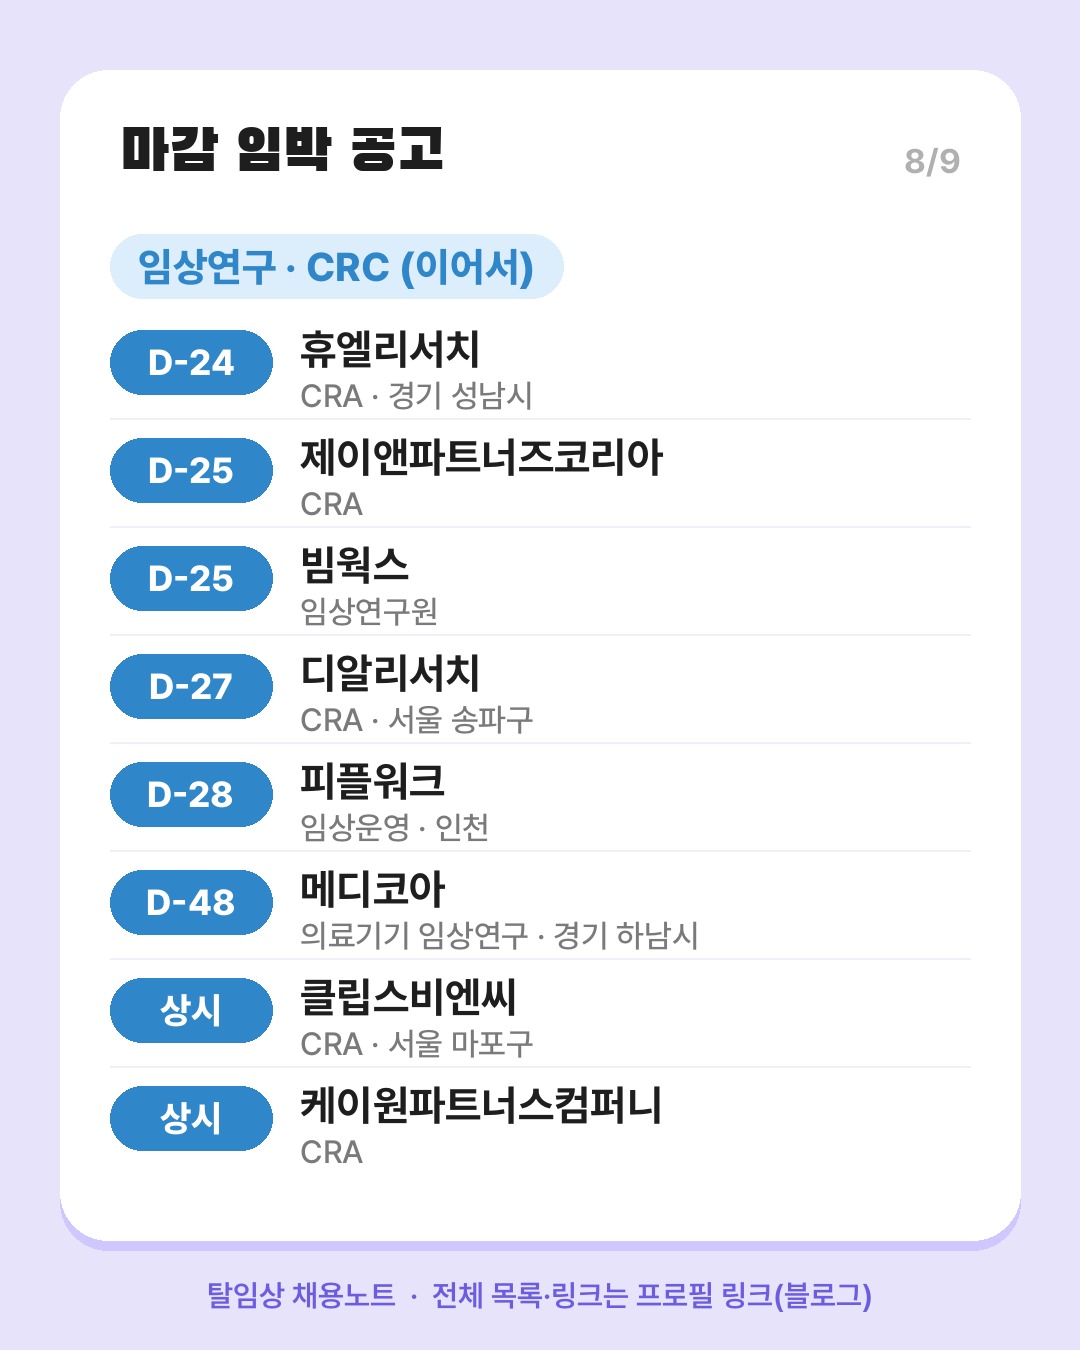 마감 임박 공고
8/9
임상연구 · CRC (이어서)
D-24
휴엘리서치
CRA · 경기 성남시
D-25
제이앤파트너즈코리아
CRA
D-25
빔웍스
임상연구원
D-27
디알리서치
CRA · 서울 송파구
D-28
피플워크
임상운영 · 인천
D-48
메디코아
의료기기 임상연구 · 경기 하남시
상시
클립스비엔씨
CRA · 서울 마포구
상시
케이원파트너스컴퍼니
CRA
탈임상 채용노트 · 전체 목록·링크는 프로필 링크(블로그)